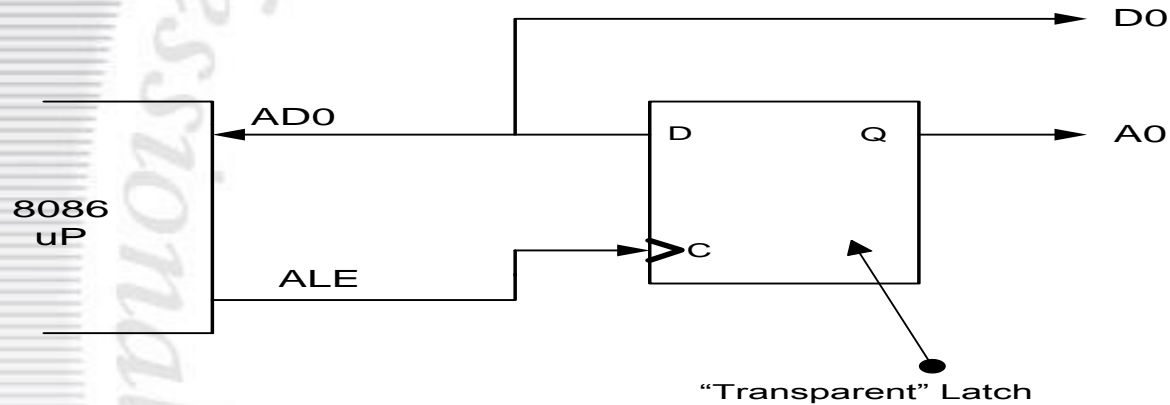 D0
AD0
D
Q
A0
8086
uP
C
ALE
“Transparent” Latch